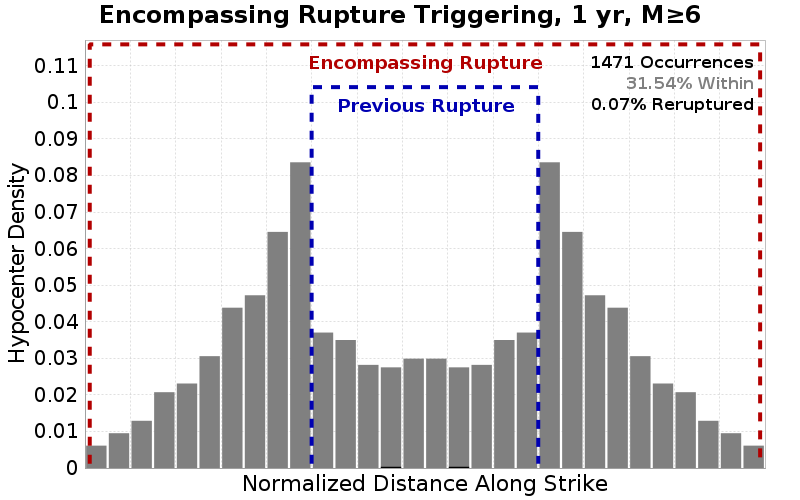 Encompassing Rupture Triggering, 1 yr, M≥6
Encompassing Rupture
Previous Rupture
1471 Occurrences
31.54% Within
0.07% Reruptured
Hypocenter Density
0.11
0.1
0.09
0.08
0.07
0.06
0.05
0.04
0.03
0.02
0.01
0
Normalized Distance Along Strike